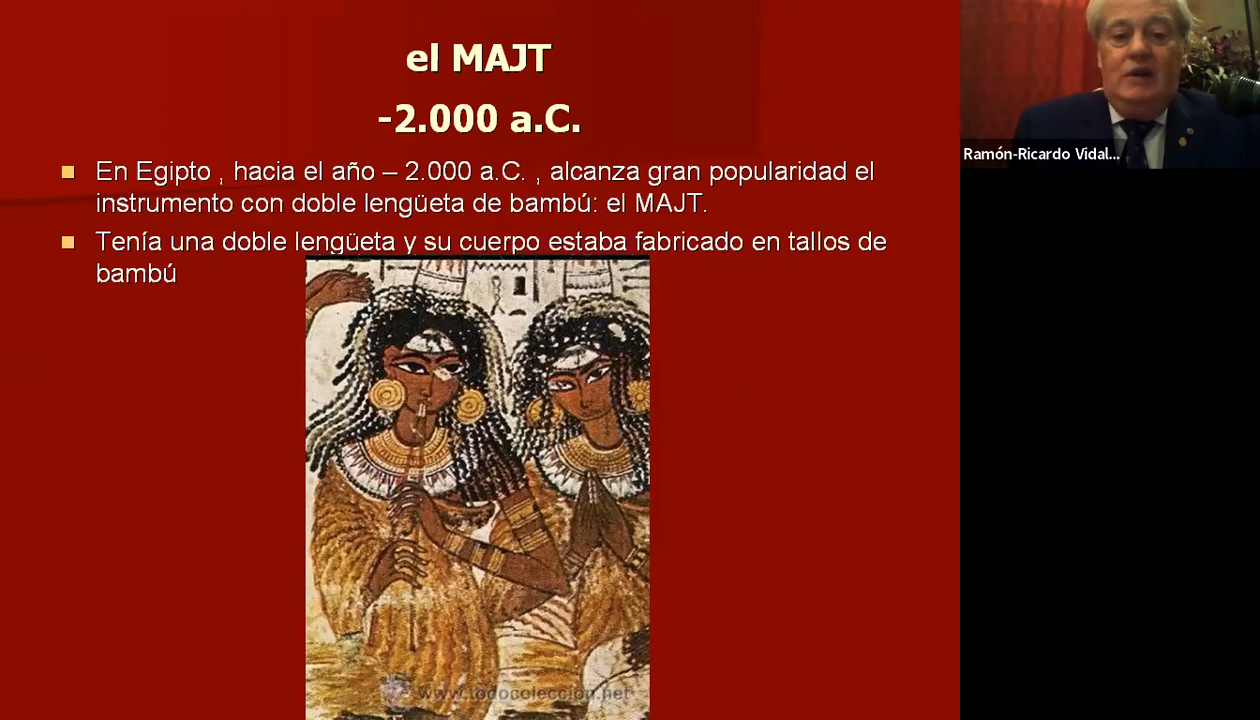 el MAJT
-2.000 a.C.
En Egipto , hacia el año – 2.000 a.C. , alcanza gran popularidad el
instrumento con doble lengüeta de bambú: el MAJT.
Tenía una doble lengüeta y su cuerpo estaba fabricado en tallos de
bambú
www.todocoleccion.net
Ramón-Ricardo Vidal...